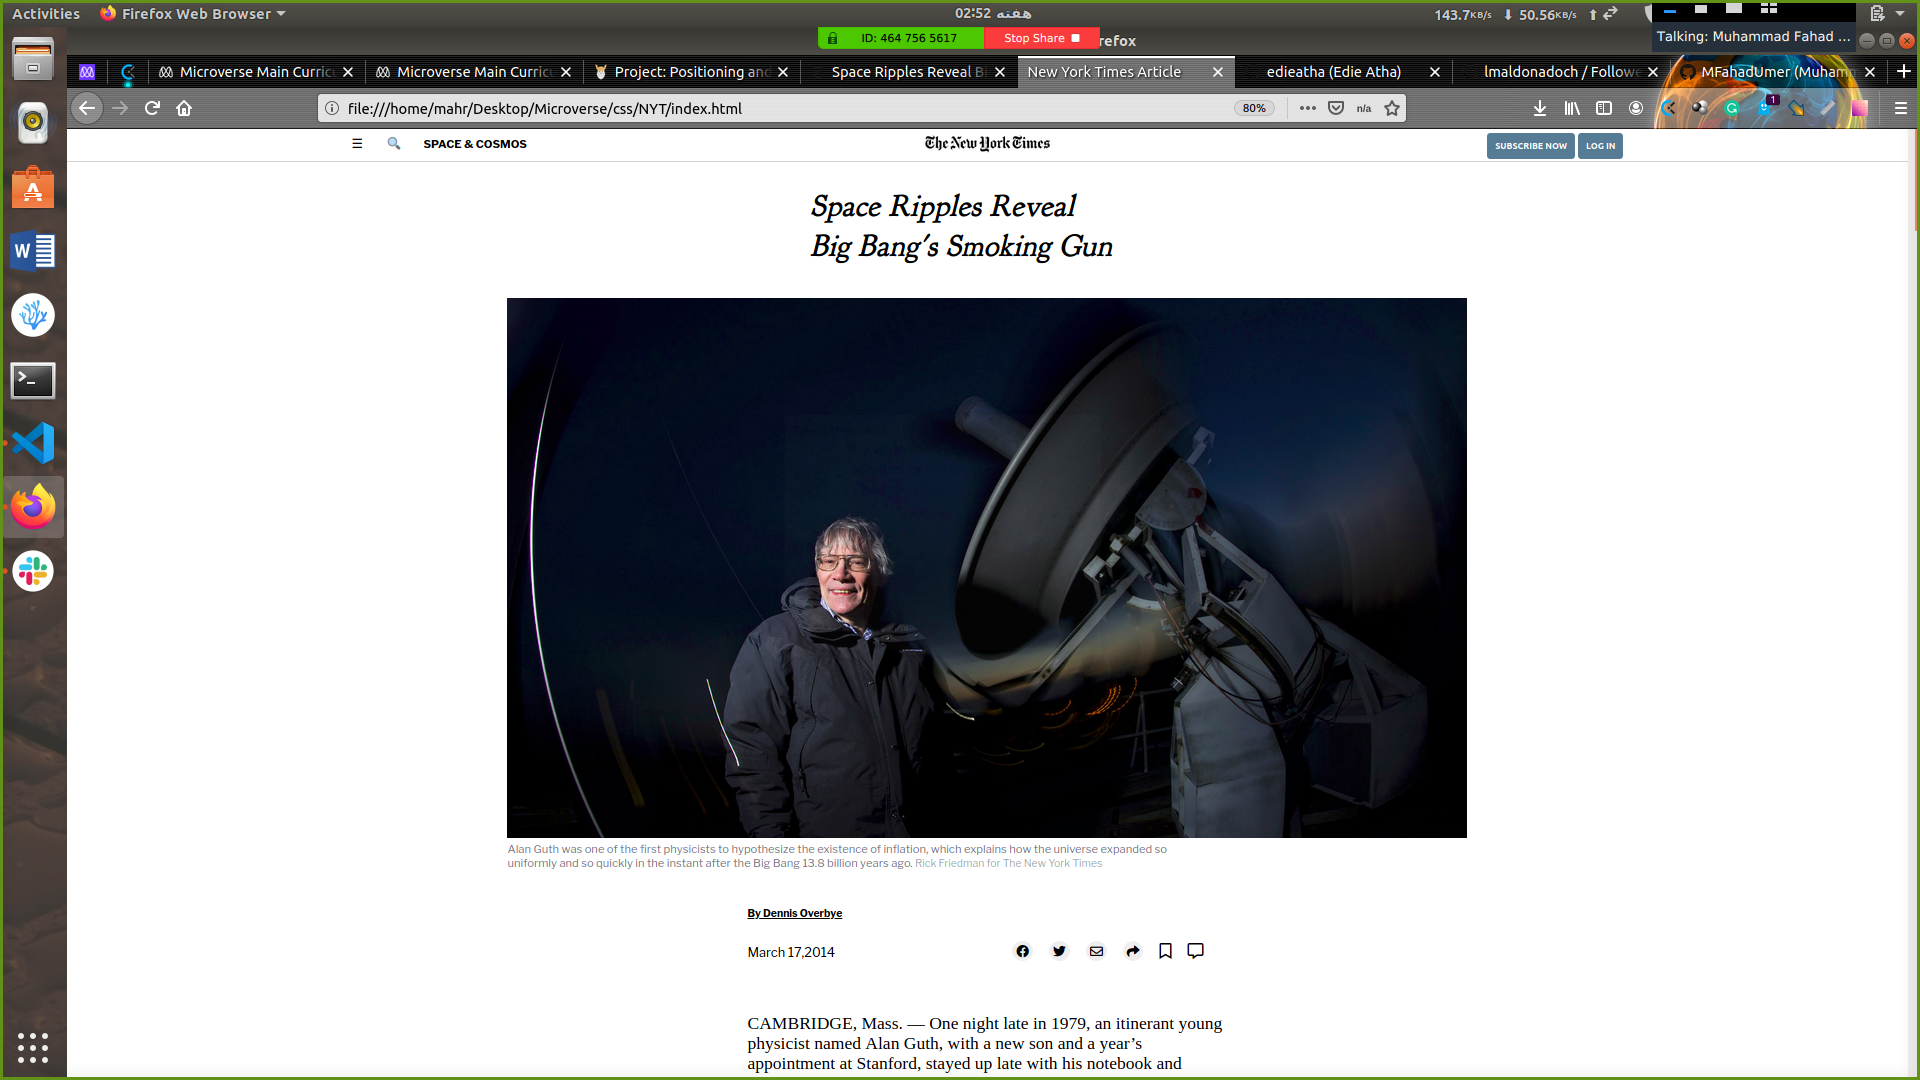 Activities
Firefox Web Browser
02:52 هفته
143.7KB/s
50.56KB/s
ID: 464 756 5617
Stop Share
refox
Talking: Muhammad Fahad ...
Microverse Main Curric
Microverse Main Curric
Project: Positioning and
Space Ripples Reveal B
New York Times Article
edieatha (Edie Atha)
lmaldonadoch / Followe
MFahadUmer (Muhamm
file:///home/mahr/Desktop/Microverse/css/NYT/index.html
80%
n/a
1
SPACE & COSMOS
The New York Times
SUBSCRIBE NOW
LOG IN
Space Ripples Reveal
Big Bang's Smoking Gun
Alan Guth was one of the first physicists to hypothesize the existence of inflation, which explains how the universe expanded so
uniformly and so quickly in the instant after the Big Bang 13.8 billion years ago. Rick Friedman for The New York Times
By Dennis Overbye
March 17,2014
CAMBRIDGE, Mass. — One night late in 1979, an itinerant young
physicist named Alan Guth, with a new son and a year’s
appointment at Stanford, stayed up late with his notebook and